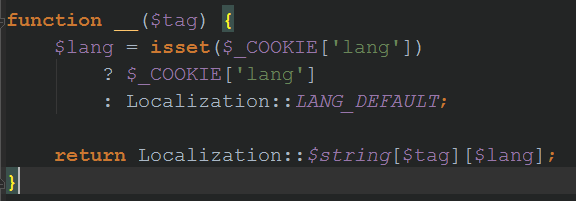 function __($tag) {
    $lang = isset($_COOKIE['lang'])
        ? $_COOKIE['lang']
        : Localization::LANG_DEFAULT;

    return Localization::$string[$tag][$lang];
}